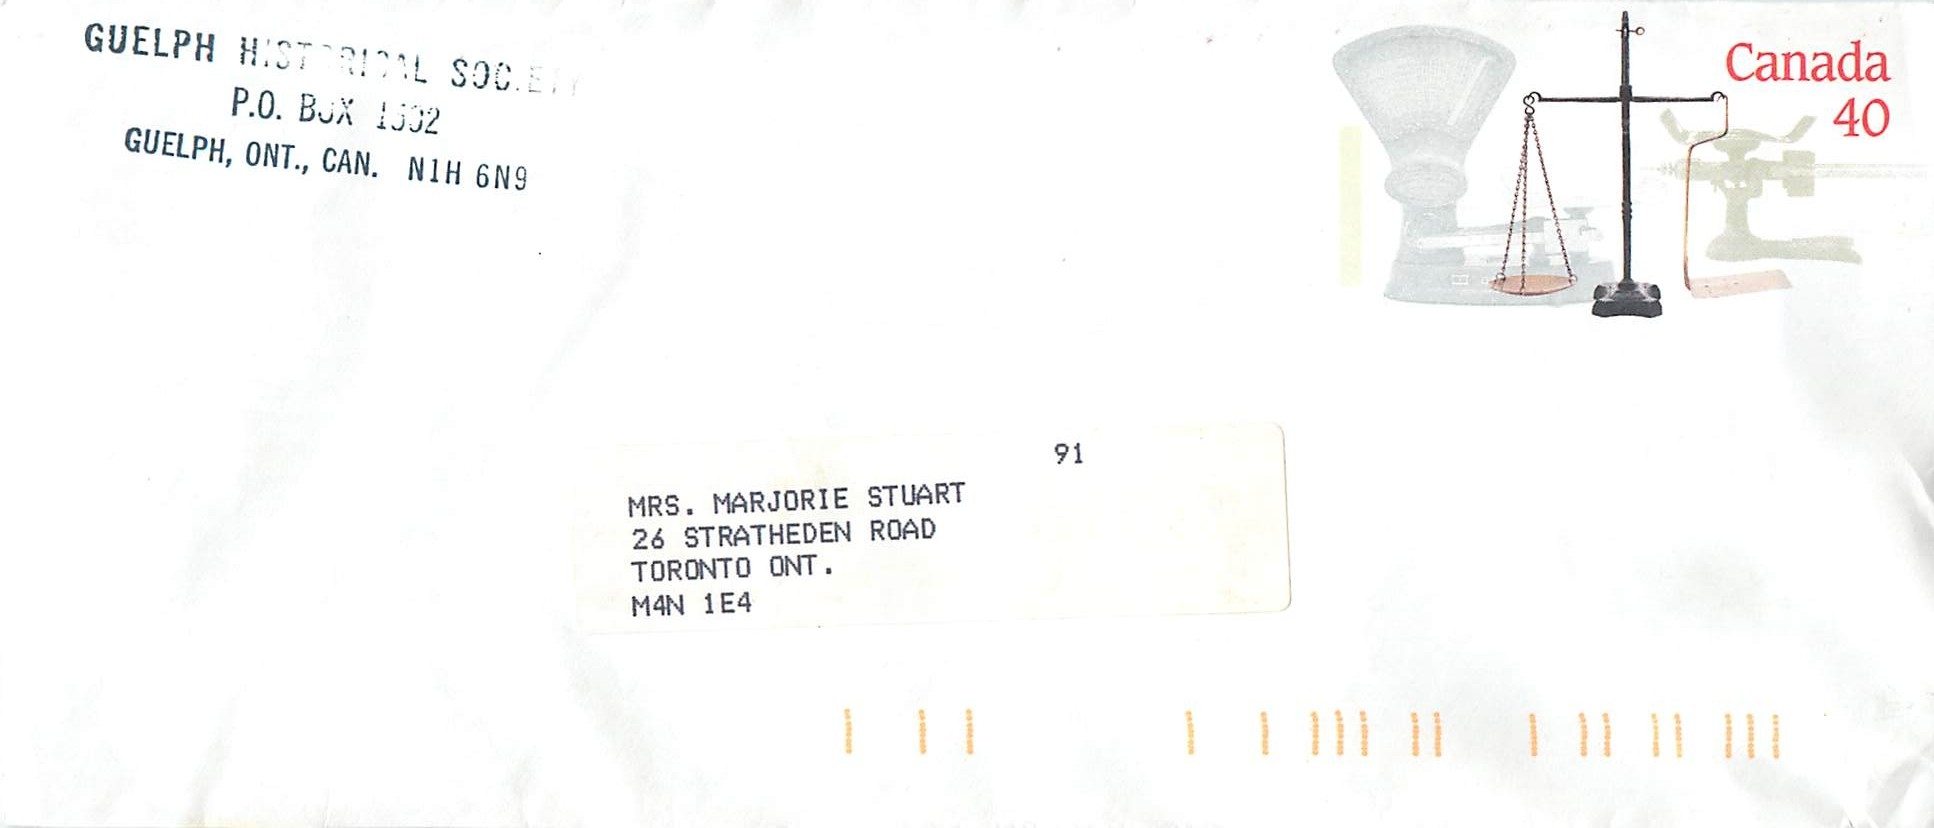 GUELPH HISTORICAL SOCIETY
P.O. BOX
GUELPH, ONT., CAN. N1H 6N9
Canada
40
91
MRS. MARJORIE STUART
26 STRATHEDEN ROAD
TORONTO ONT.
M4N 1E4